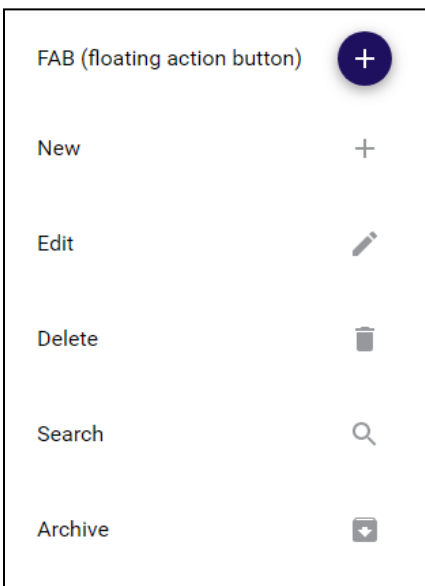 FAB (floating action button)
New
Edit
Delete
Search
Archive